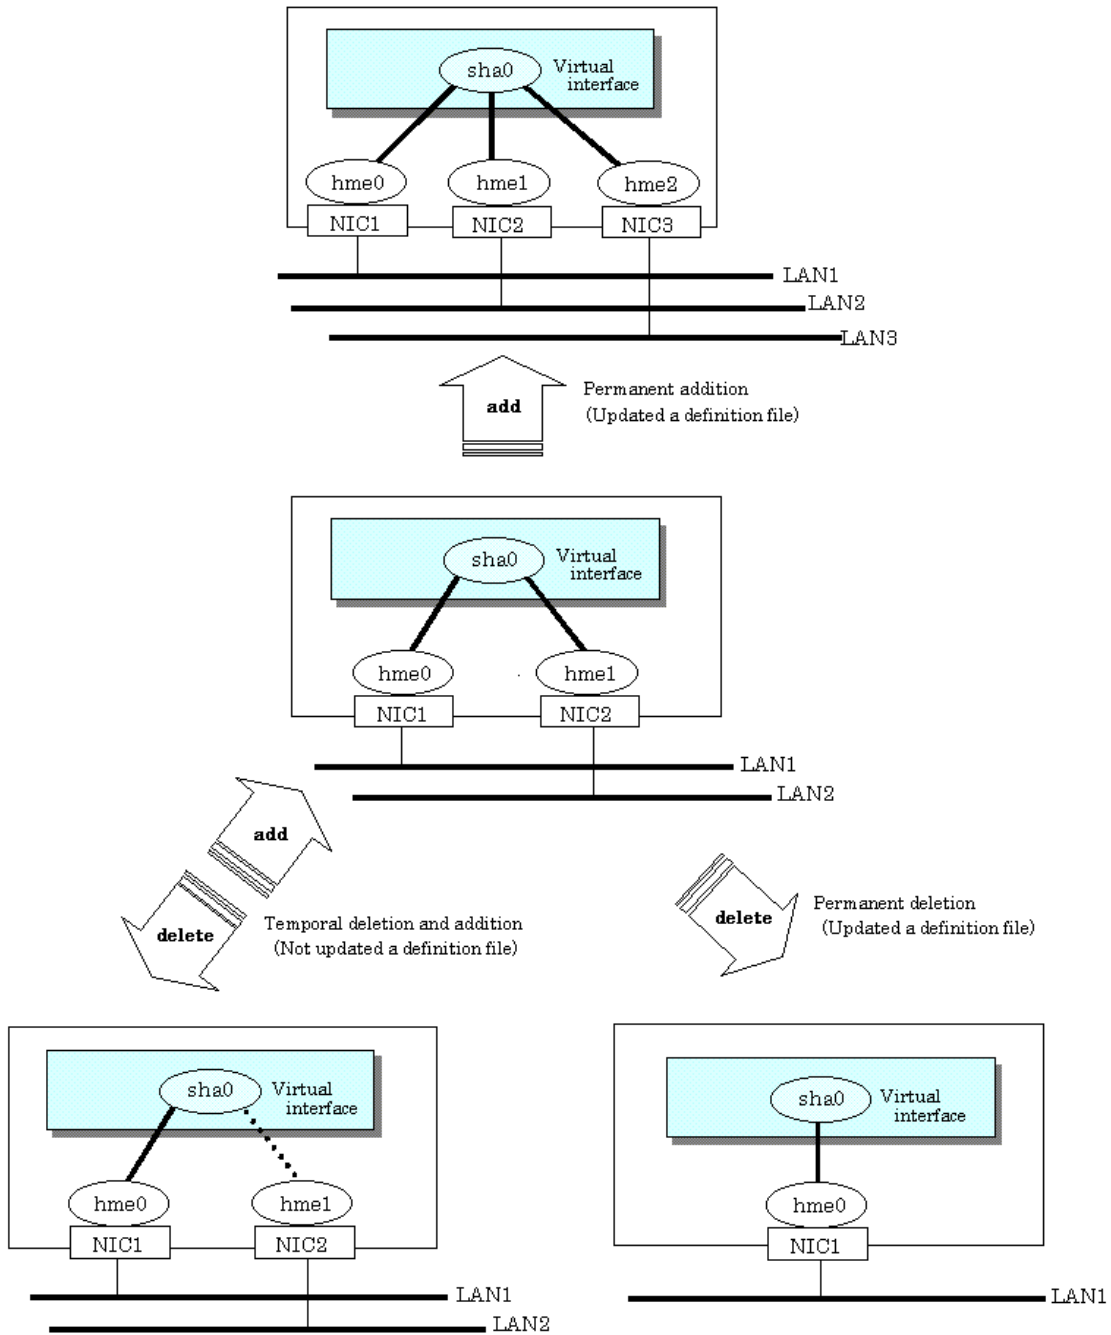 sha0
Virtual
interface
hme0
hme1
hme2
NIC1
NIC2
NIC3
LAN1
LAN2
LAN3
add
Permanent addition
(Updated a definition file)
sha0
Virtual
interface
hme0
hme1
NIC1
NIC2
LAN1
LAN2
add
delete
Temporal deletion and addition
(Not updated a definition file)
delete
Permanent deletion
(Updated a definition file)
sha0
Virtual
interface
hme0
hme1
NIC1
NIC2
LAN1
LAN2
sha0
Virtual
interface
hme0
NIC1
LAN1